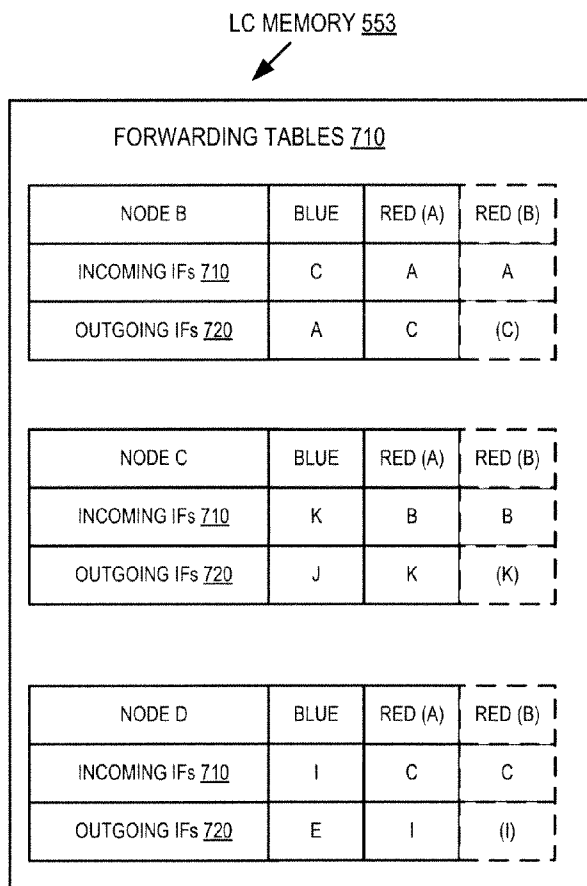 LC MEMORY 553
FORWARDING TABLES 710
NODE B BLUE RED (A) RED (B)
INCOMING IFs 710 C A A
OUTGOING IFs 720 A C (C)
NODE C BLUE RED (A) RED (B)
INCOMING IFs 710 K B B
OUTGOING IFs 720 J K (K)
NODE D BLUE RED (A) RED (B)
INCOMING IFs 710 I C C
OUTGOING IFs 720 E I (I)